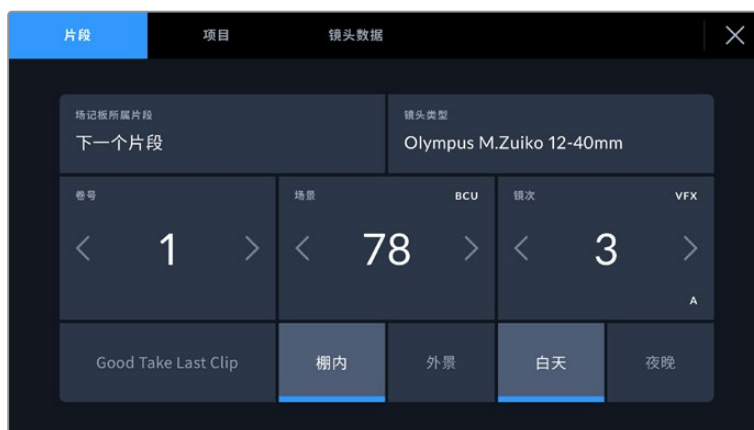 片段 项目 镜头数据
场记板所属片段 镜头类型
下一个片段 Olympus M.Zuiko 12-40mm
卷号 场景 BCU 镜次 VFX
1 78 3
A
Good Take Last Clip 棚内 外景 白天 夜晚